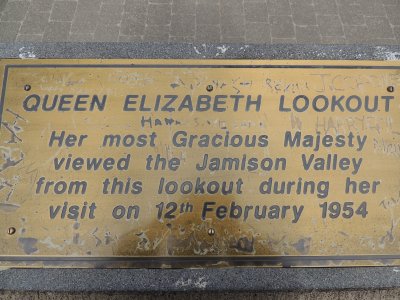 QUEEN ELIZABETH LOOKOUT
Her most Gracious Majesty
viewed the Jamison Valley
from this lookout during her
visit on 12th February 1954